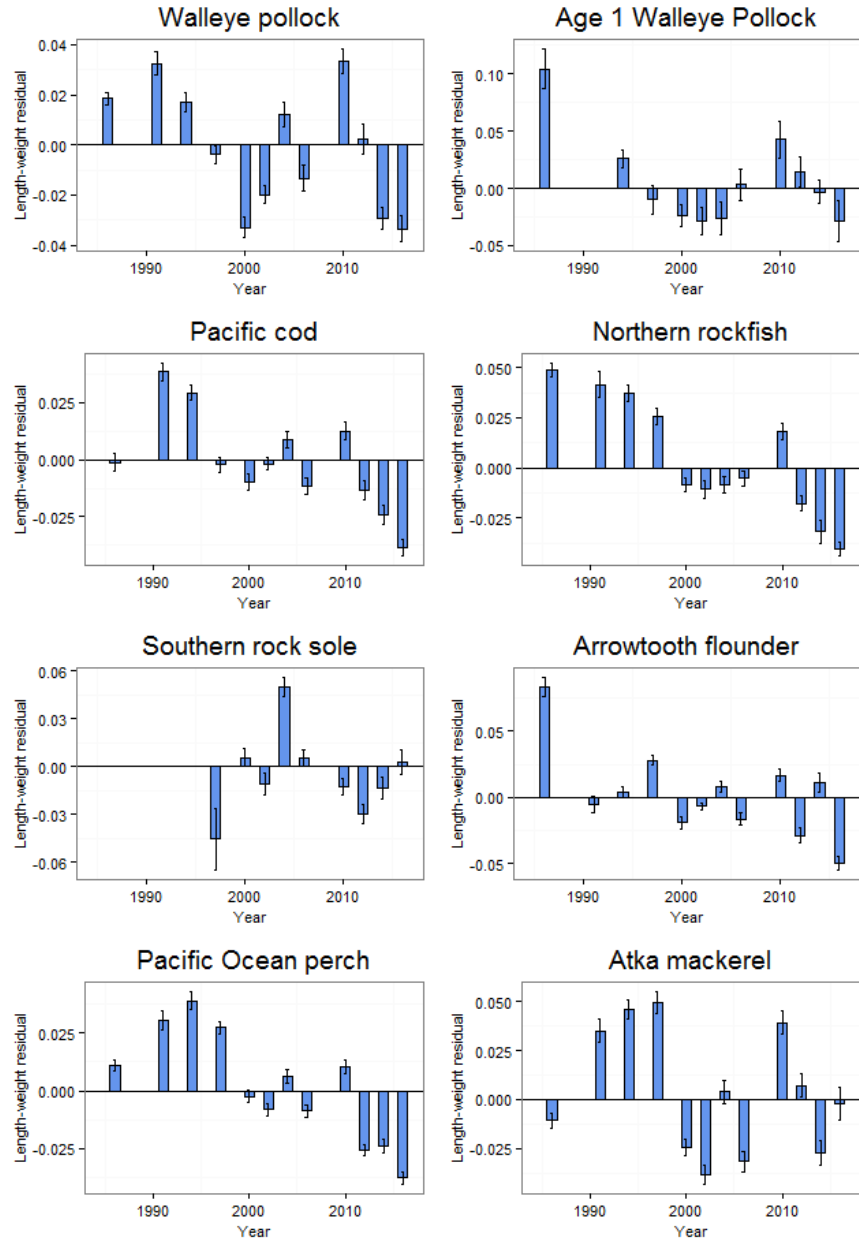 Walleye pollock
Length-weight residual
0.04
0.02
0.00
-0.02
-0.04
1990
2000
2010
Year
Age 1 Walleye Pollock
Length-weight residual
0.10
0.05
0.00
-0.05
1990
2000
2010
Year
Pacific cod
Length-weight residual
0.025
0.000
-0.025
1990
2000
2010
Year
Northern rockfish
Length-weight residual
0.050
0.025
0.000
-0.025
1990
2000
2010
Year
Southern rock sole
Length-weight residual
0.06
0.03
0.00
-0.03
-0.06
1990
2000
2010
Year
Arrowtooth flounder
Length-weight residual
0.05
0.00
-0.05
1990
2000
2010
Year
Pacific Ocean perch
Length-weight residual
0.025
0.000
-0.025
1990
2000
2010
Year
Atka mackerel
Length-weight residual
0.050
0.025
0.000
-0.025
1990
2000
2010
Year